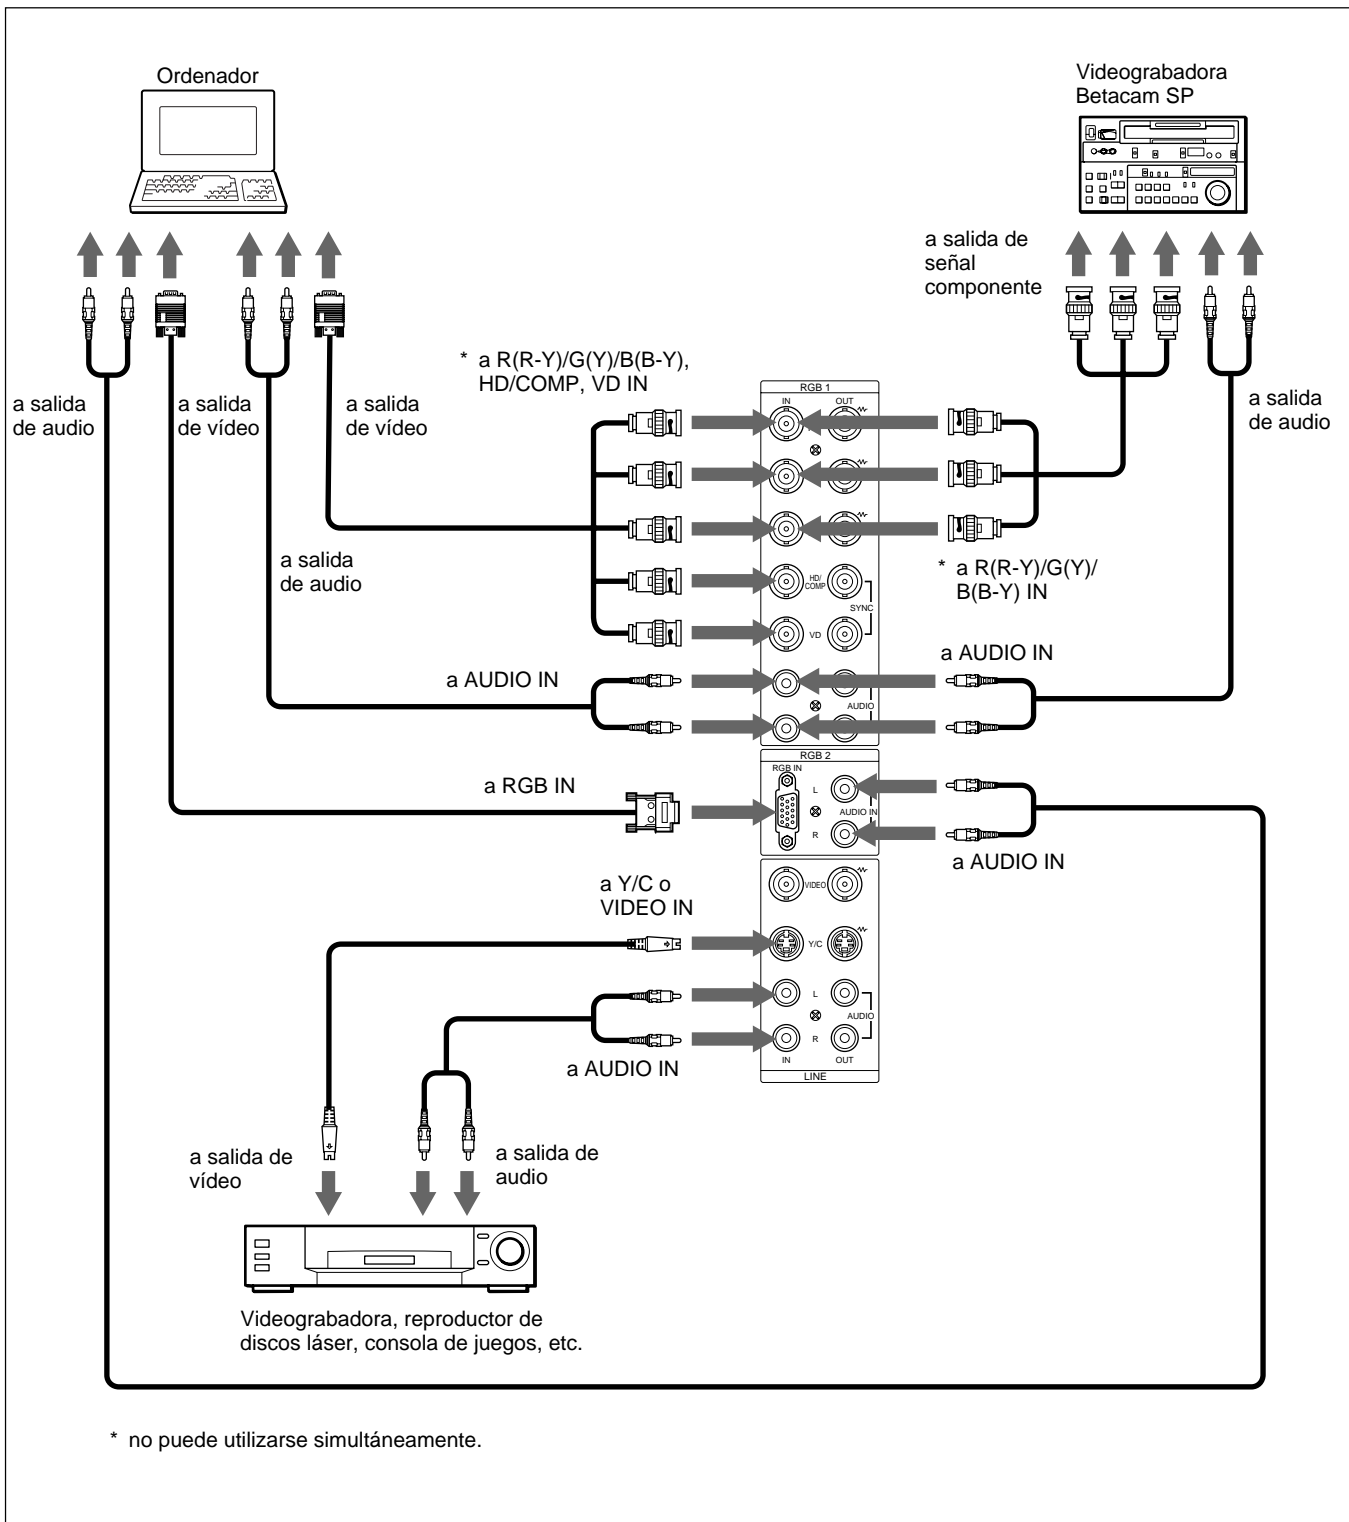 Ordenador
Videograbadora
Betacam SP
a salida de
señal
componente
* a R(R-Y)/G(Y)/B(B-Y),
HD/COMP, VD IN
a salida
de audio
a salida
de vídeo
a salida
de vídeo
a salida
de audio
a salida
de audio
RGB 1
IN
OUT
HD/
COMP
SYNC
VD
AUDIO
* a R(R-Y)/G(Y)/
B(B-Y) IN
a AUDIO IN
a AUDIO IN
RGB 2
RGB IN
L
AUDIO IN
R
a RGB IN
a AUDIO IN
a Y/C o
VIDEO IN
VIDEO
Y/C
L
AUDIO
R
IN
OUT
LINE
a AUDIO IN
a salida de
vídeo
a salida de
audio
Videograbadora, reproductor de
discos láser, consola de juegos, etc.
* no puede utilizarse simultáneamente.